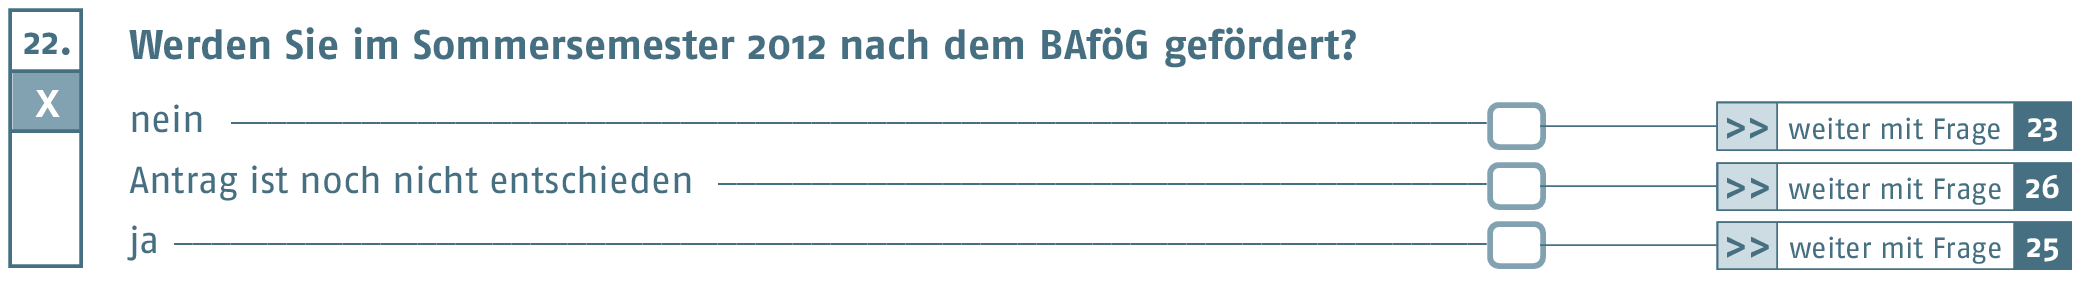 22. Werden Sie im Sommersemester 2012 nach dem BAföG gefördert?
X
nein >> weiter mit Frage 23
Antrag ist noch nicht entschieden >> weiter mit Frage 26
ja >> weiter mit Frage 25